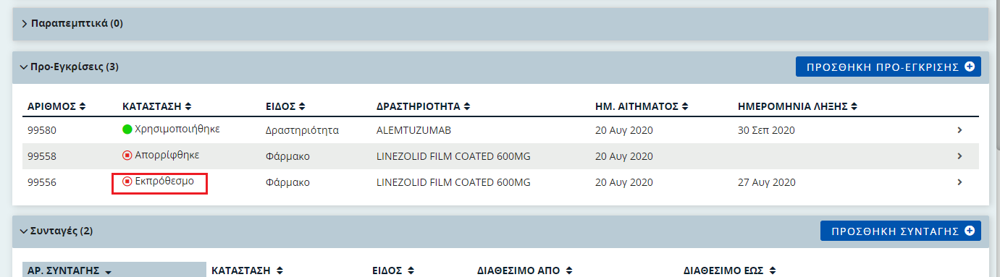 Παραπεμπτικά (0)
Προ-Εγκρίσεις (3) ΠΡΟΣΘΗΚΗ ΠΡΟ-ΕΓΚΡΙΣΗΣ
ΑΡΙΘΜΟΣ ΚΑΤΑΣΤΑΣΗ ΕΙΔΟΣ ΔΡΑΣΤΗΡΙΟΤΗΤΑ ΗΜ. ΑΙΤΗΜΑΤΟΣ ΗΜΕΡΟΜΗΝΙΑ ΛΗΞΗΣ
99580 Χρησιμοποιήθηκε Δραστηριότητα ALEMTUZUMAB 20 Αυγ 2020 30 Σεπ 2020
99558 Απορρίφθηκε Φάρμακο LINEZOLID FILM COATED 600MG 20 Αυγ 2020
99556 Εκπρόθεσμο Φάρμακο LINEZOLID FILM COATED 600MG 20 Αυγ 2020 27 Αυγ 2020
Συνταγές (2) ΠΡΟΣΘΗΚΗ ΣΥΝΤΑΓΗΣ
ΑΡ. ΣΥΝΤΑΓΗΣ ΚΑΤΑΣΤΑΣΗ ΕΙΔΟΣ ΔΙΑΘΕΣΙΜΟ ΑΠΟ ΔΙΑΘΕΣΙΜΟ ΕΩΣ